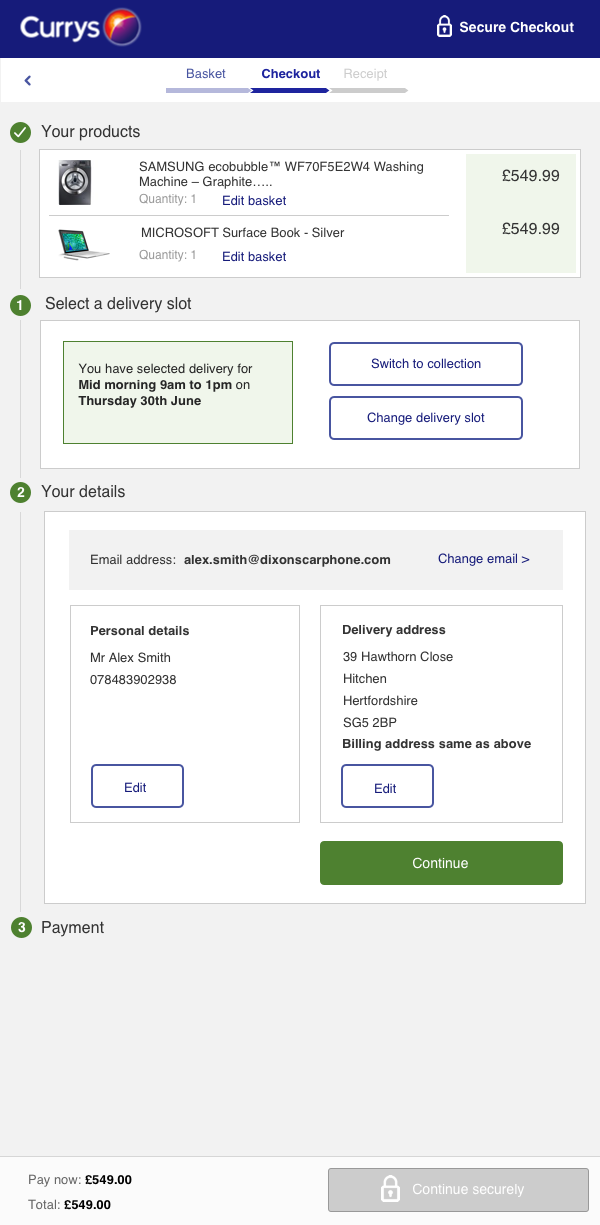 Currys
Secure Checkout
Basket
Checkout
Receipt
Your products
SAMSUNG ecobubble™ WF70F5E2W4 Washing
Machine – Graphite…..
£549.99
Quantity: 1
Edit basket
MICROSOFT Surface Book - Silver
£549.99
Quantity: 1
Edit basket
1
Select a delivery slot
You have selected delivery for
Mid morning 9am to 1pm on
Thursday 30th June
Switch to collection
Change delivery slot
2
Your details
Email address: alex.smith@dixonscarphone.com
Change email >
Personal details
Mr Alex Smith
078483902938
Edit
Delivery address
39 Hawthorn Close
Hitchen
Hertfordshire
SG5 2BP
Billing address same as above
Edit
Continue
3
Payment
Pay now: £549.00
Total: £549.00
Continue securely